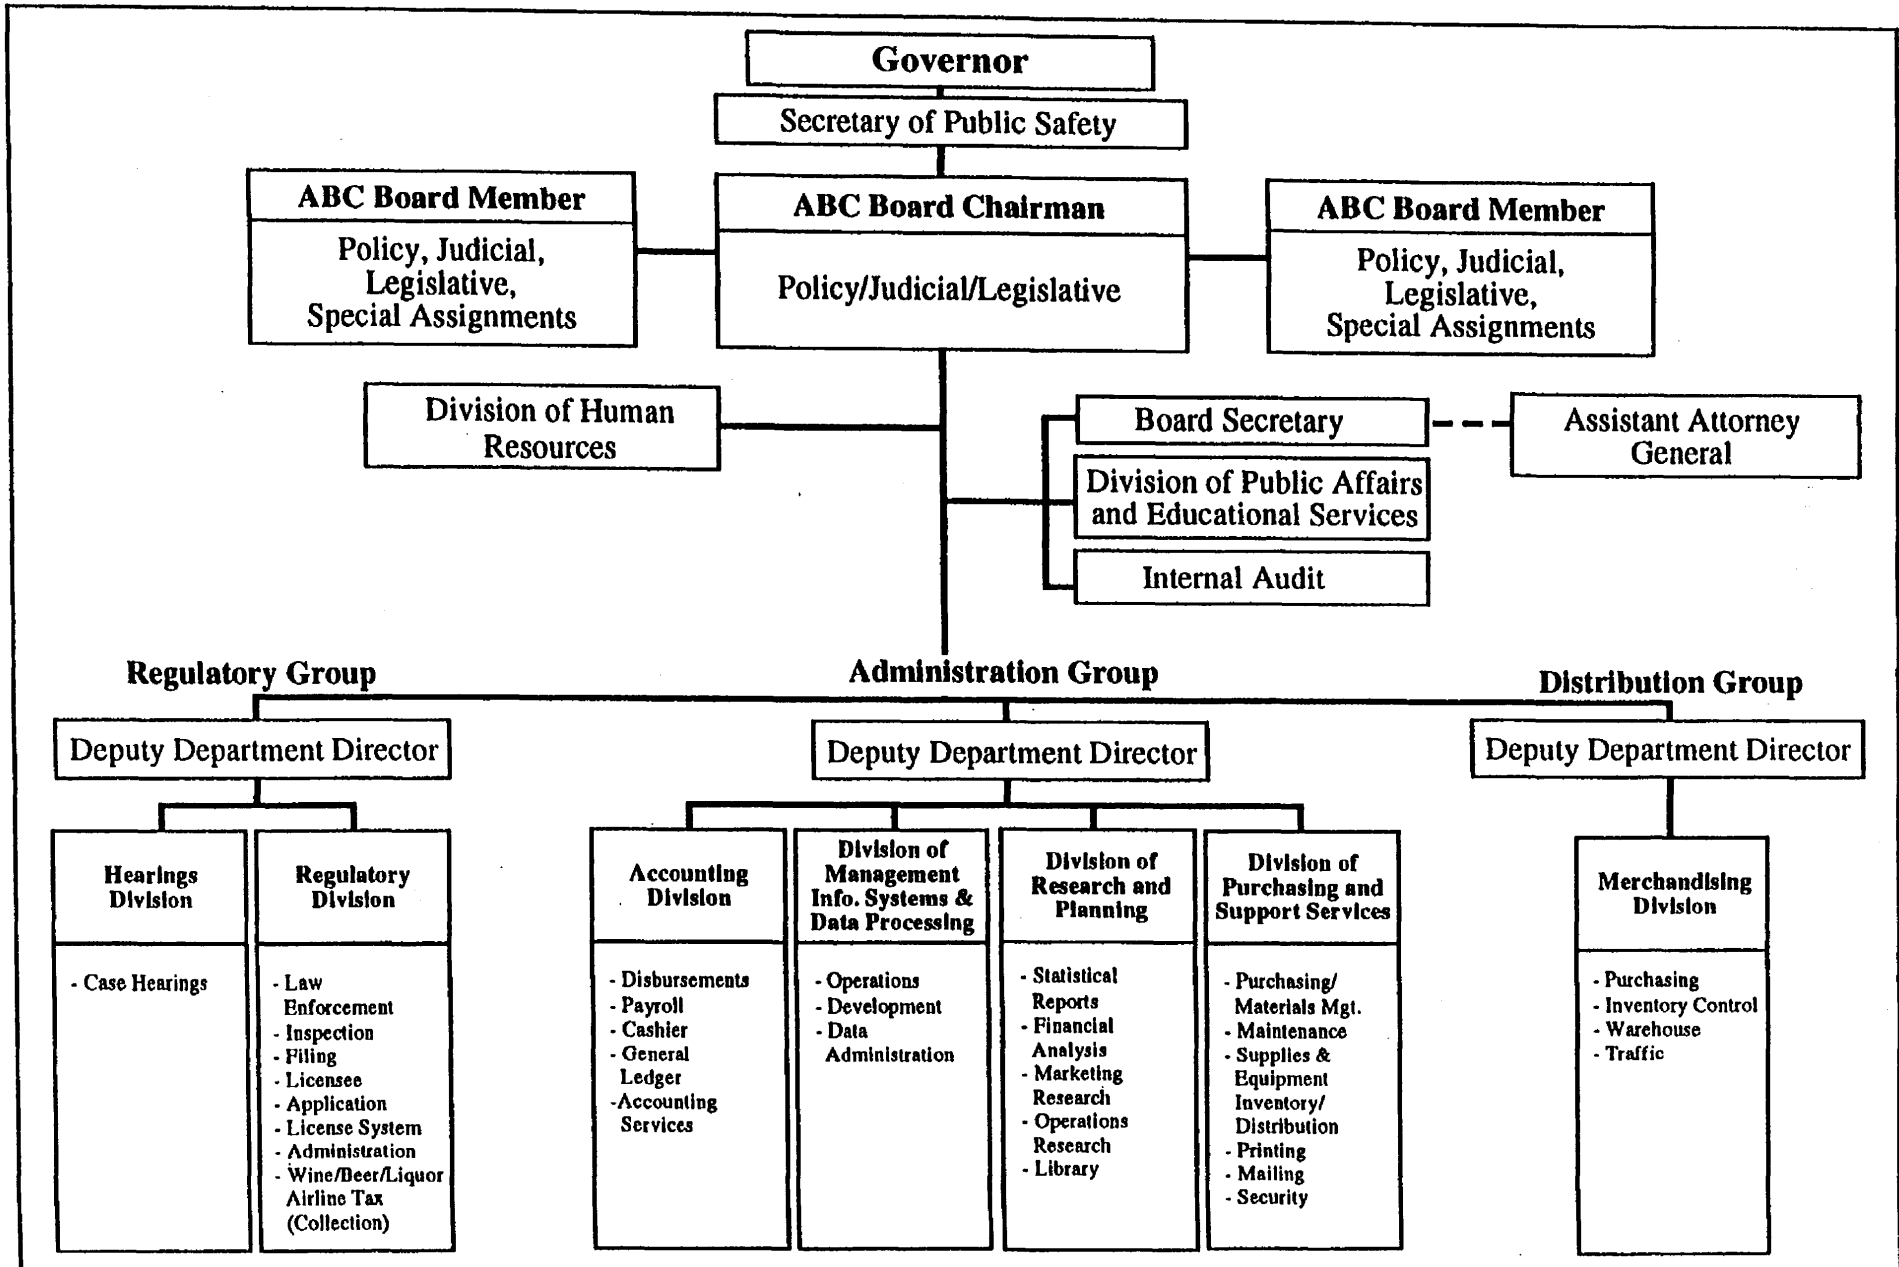 Governor
Secretary of Public Safety
ABC Board Member
Policy, Judicial,
Legislative,
Special Assignments
ABC Board Chairman
Policy/Judicial/Legislative
ABC Board Member
Policy, Judicial,
Legislative,
Special Assignments
Division of Human
Resources
Board Secretary
Assistant Attorney
General
Division of Public Affairs
and Educational Services
Internal Audit
Regulatory Group
Administration Group
Distribution Group
Deputy Department Director
Deputy Department Director
Deputy Department Director
Hearings
Division
- Case Hearings
Regulatory
Division
- Law
Enforcement
- Inspection
- Filing
- Licensee
- Application
- License System
- Administration
- Wine/Beer/Liquor
Airline Tax
(Collection)
Accounting
Division
- Disbursements
- Payroll
- Cashier
- General
Ledger
-Accounting
Services
Division of
Management
Info. Systems &
Data Processing
- Operations
- Development
- Data
Administration
Division of
Research and
Planning
- Statistical
Reports
- Financial
Analysis
- Marketing
Research
- Operations
Research
- Library
Division of
Purchasing and
Support Services
- Purchasing/
Materials Mgt.
- Maintenance
- Supplies &
Equipment
Inventory/
Distribution
- Printing
- Mailing
- Security
Merchandising
Division
- Purchasing
- Inventory Control
- Warehouse
- Traffic